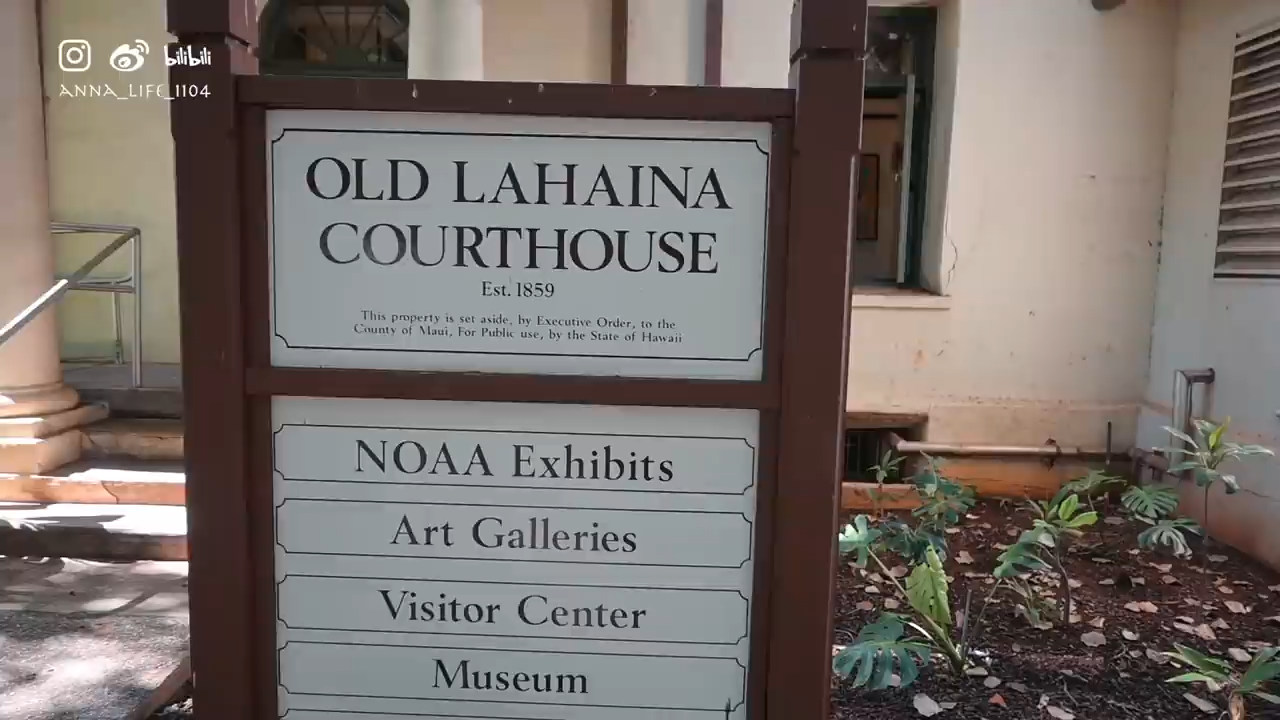 bilibili
ANNA_LIFE_1104
OLD LAHAINA
COURTHOUSE
Est. 1859
This property is set aside, by Executive Order, to the
County of Maui, For Public use, by the State of Hawaii
NOAA Exhibits
Art Galleries
Visitor Center
Museum